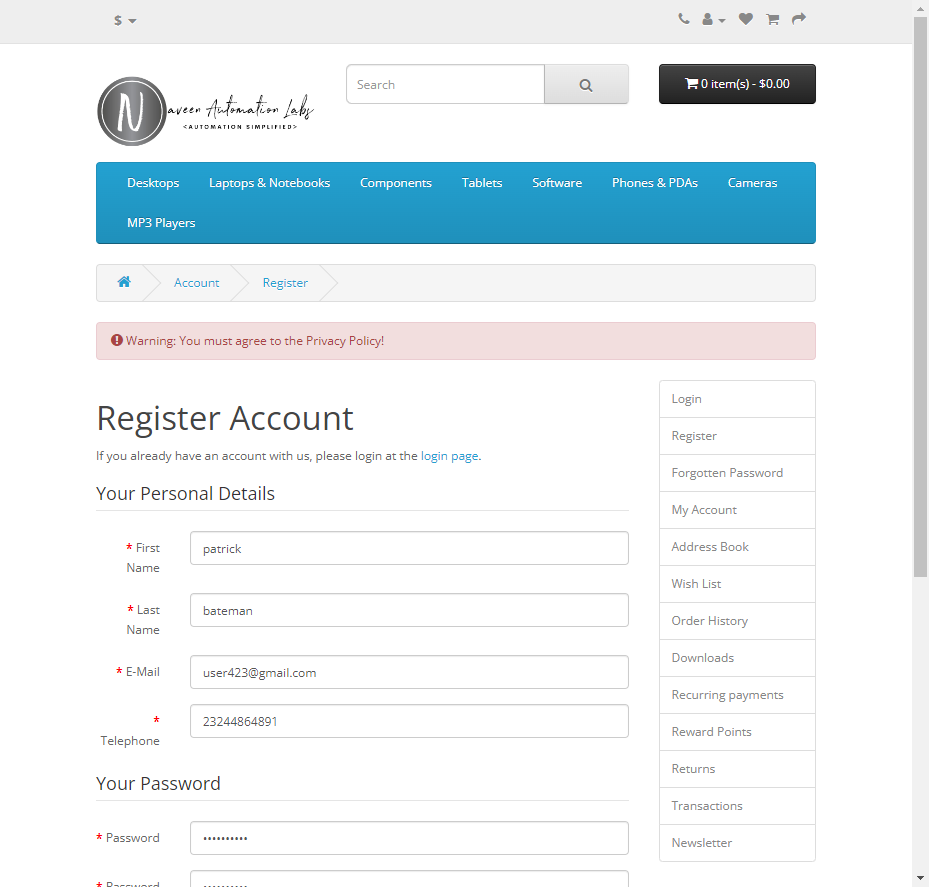 $
N aveen Automation Labs
<AUTOMATION SIMPLIFIED>
Search
0 item(s) - $0.00
Desktops Laptops & Notebooks Components Tablets Software Phones & PDAs Cameras
MP3 Players
Account Register
Warning: You must agree to the Privacy Policy!
Register Account
If you already have an account with us, please login at the login page.
Your Personal Details
* First
Name
patrick
* Last
Name
bateman
* E-Mail
user423@gmail.com
*
Telephone
23244864891
Your Password
* Password
••••••••••
* Password
••••••••••
Login
Register
Forgotten Password
My Account
Address Book
Wish List
Order History
Downloads
Recurring payments
Reward Points
Returns
Transactions
Newsletter